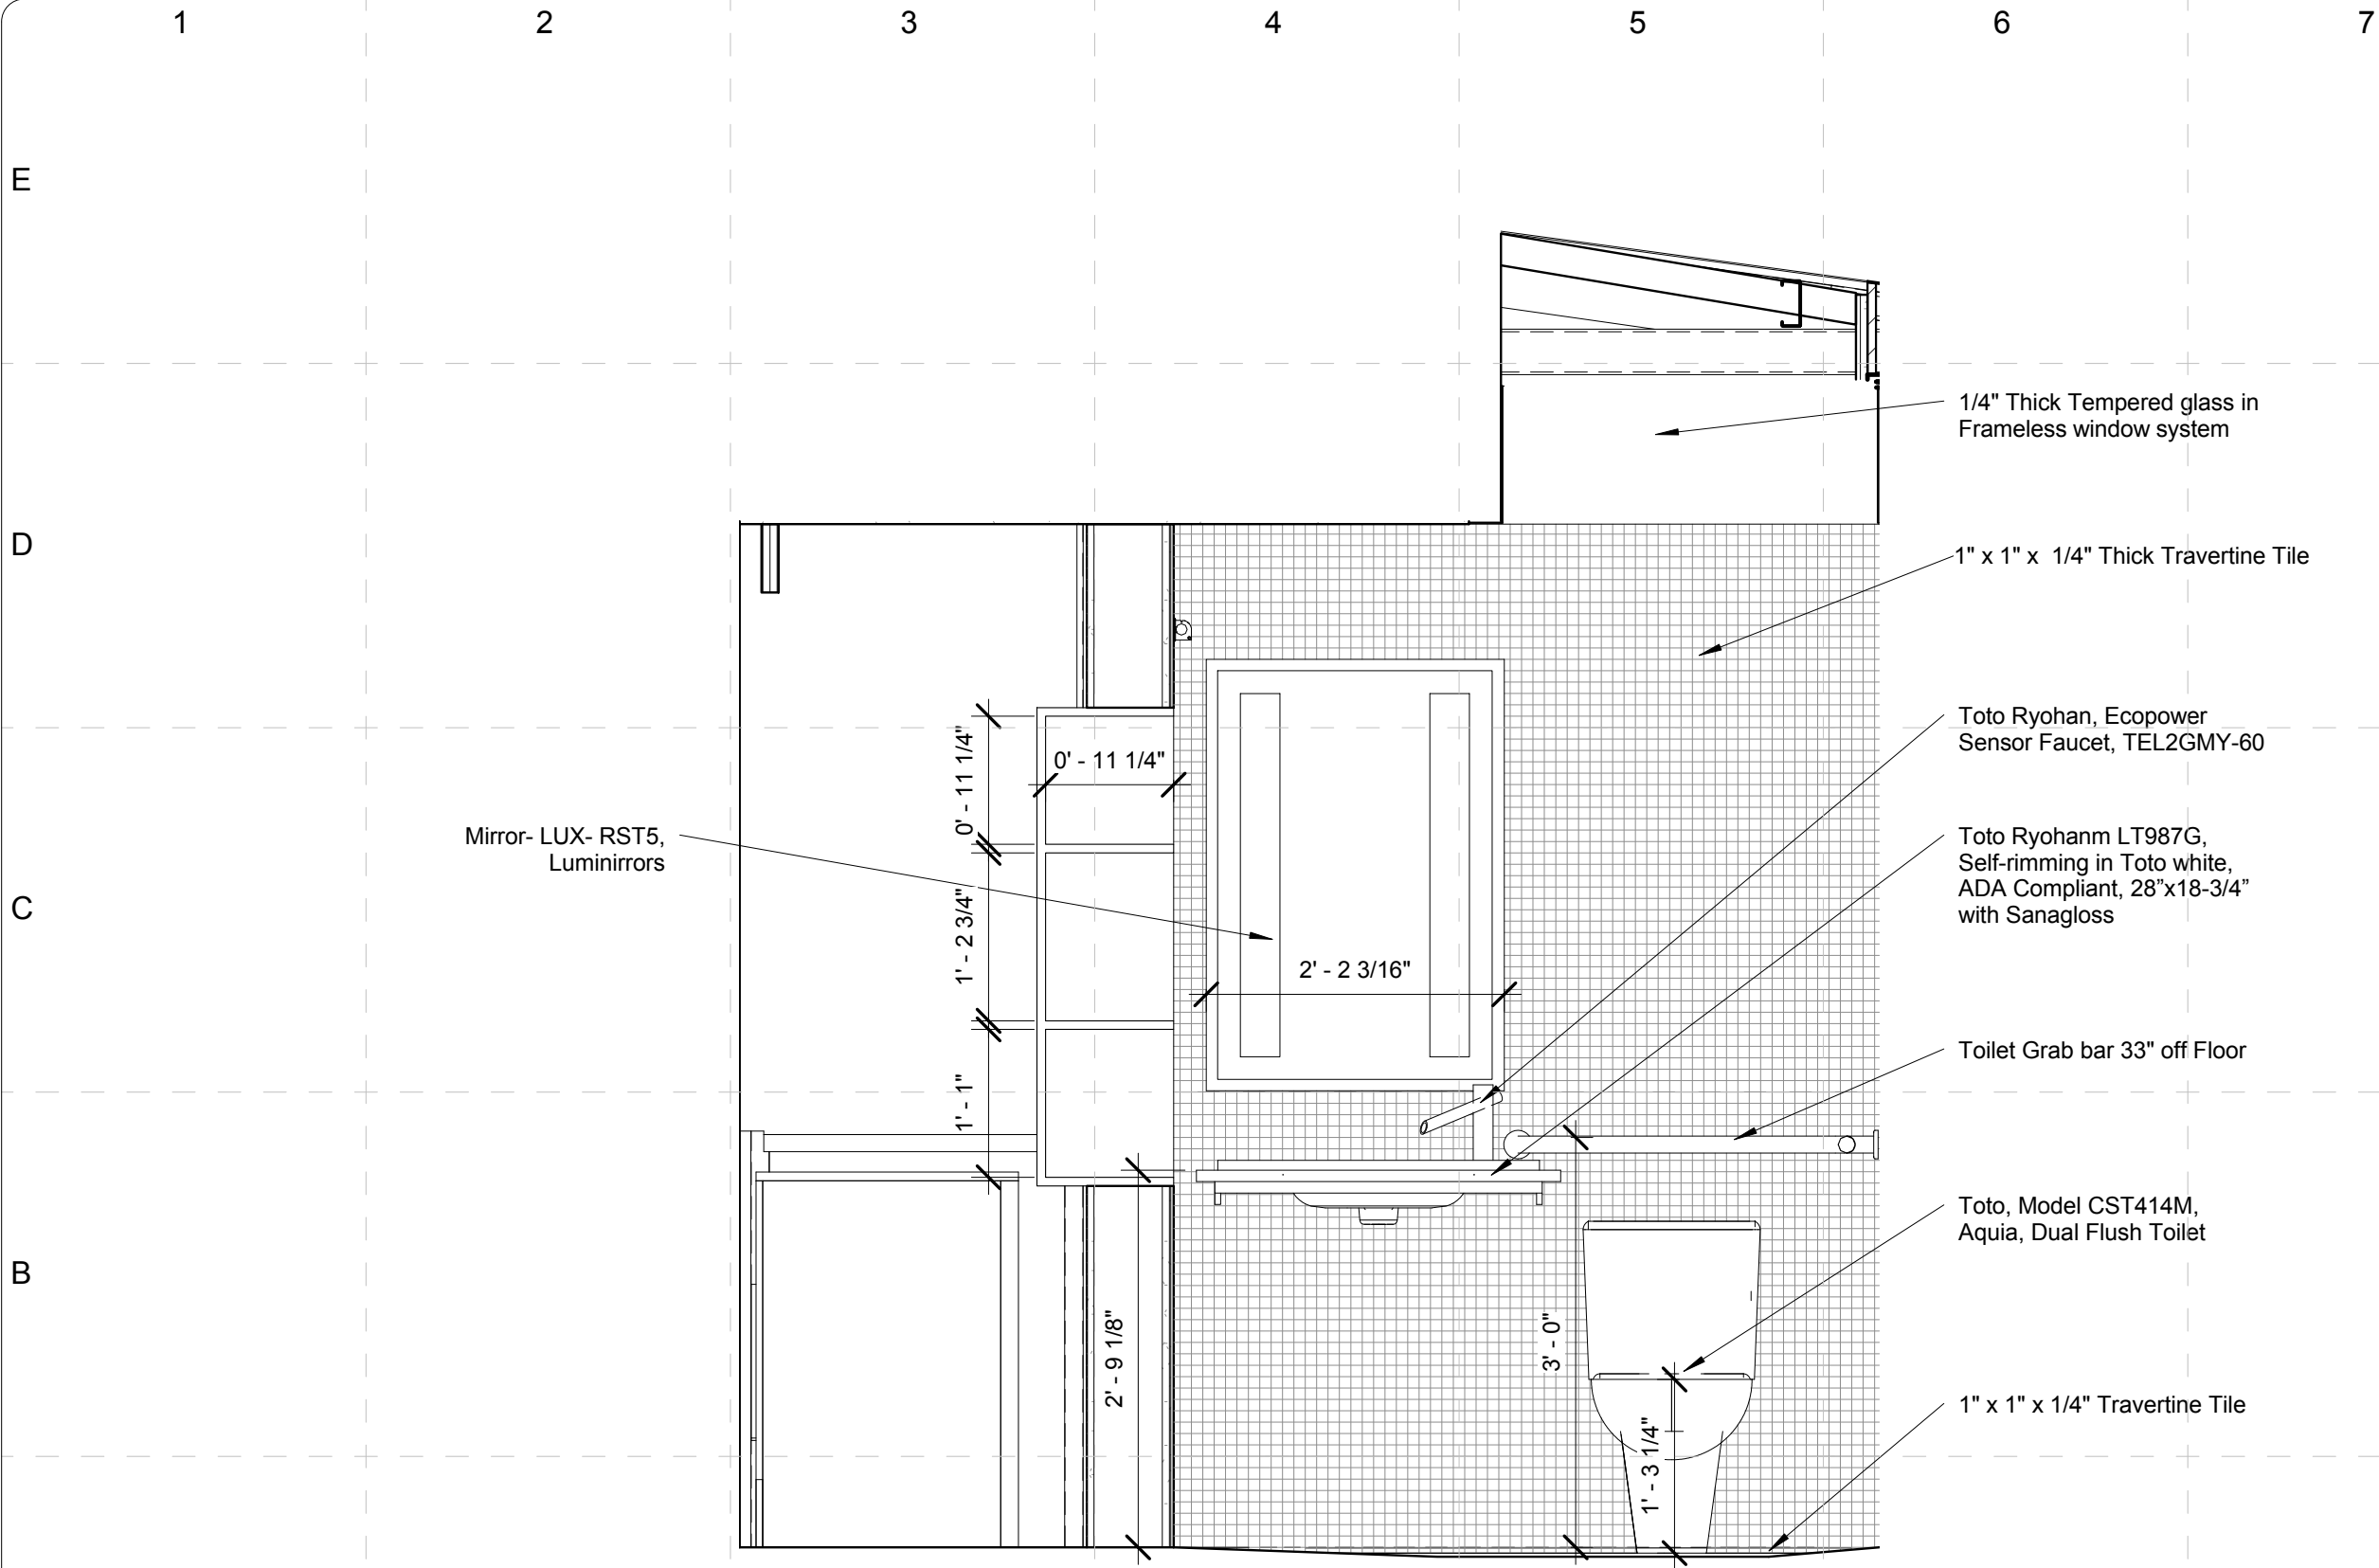 1 2 3 4 5 6 7
E
1/4" Thick Tempered glass in
Frameless window system
D
1" x 1" x 1/4" Thick Travertine Tile
Toto Ryohan, Ecopower
Sensor Faucet, TEL2GMY-60
0' - 11 1/4"
0' - 11 1/4"
Mirror- LUX- RST5,
Luminirrors
Toto Ryohanm LT987G,
Self-rimming in Toto white,
ADA Compliant, 28”x18-3/4”
with Sanagloss
C
1' - 2 3/4"
2' - 2 3/16"
Toilet Grab bar 33" off Floor
1' - 1"
Toto, Model CST414M,
Aquia, Dual Flush Toilet
B
2' - 9 1/8"
3' - 0"
1" x 1" x 1/4" Travertine Tile
1' - 3 1/4"